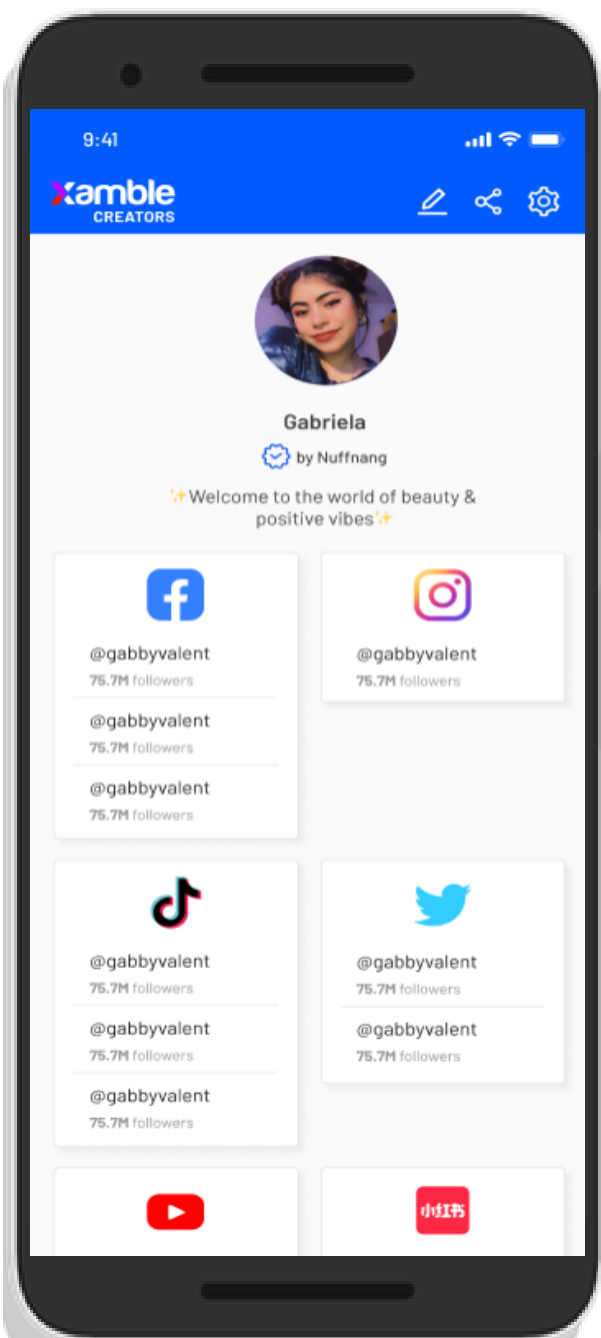 9:41
xamble
CREATORS
Gabriela
by Nuffnang
✨Welcome to the world of beauty &
positive vibes✨
@gabbyvalent
75.7M followers
@gabbyvalent
75.7M followers
@gabbyvalent
75.7M followers
@gabbyvalent
75.7M followers
@gabbyvalent
75.7M followers
@gabbyvalent
75.7M followers
@gabbyvalent
75.7M followers
@gabbyvalent
75.7M followers
@gabbyvalent
75.7M followers
小红书